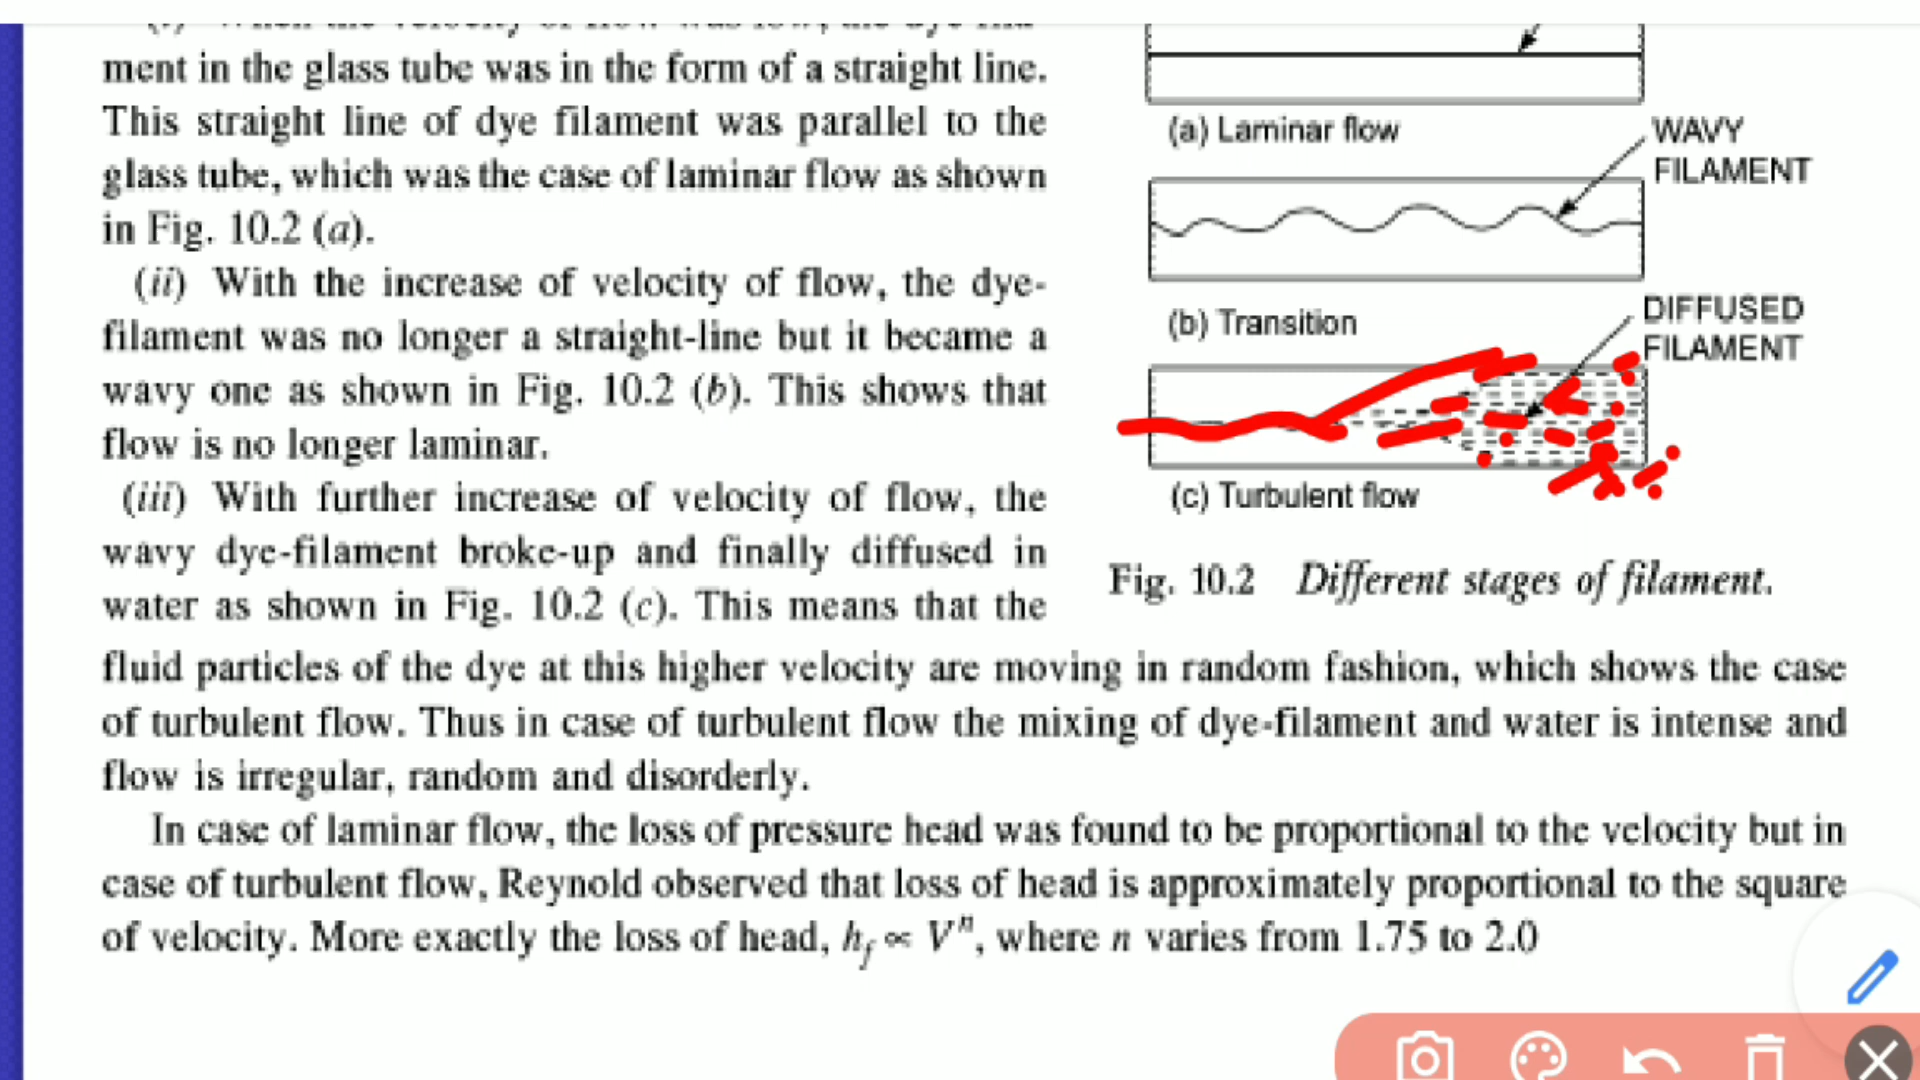 ment in the glass tube was in the form of a straight line.
This straight line of dye filament was parallel to the
glass tube, which was the case of laminar flow as shown
in Fig. 10.2 (a).
(ii) With the increase of velocity of flow, the dye-
filament was no longer a straight-line but it became a
wavy one as shown in Fig. 10.2 (b). This shows that
flow is no longer laminar.
(iii) With further increase of velocity of flow, the
wavy dye-filament broke-up and finally diffused in
water as shown in Fig. 10.2 (c). This means that the
fluid particles of the dye at this higher velocity are moving in random fashion, which shows the case
of turbulent flow. Thus in case of turbulent flow the mixing of dye-filament and water is intense and
flow is irregular, random and disorderly.
In case of laminar flow, the loss of pressure head was found to be proportional to the velocity but in
case of turbulent flow, Reynold observed that loss of head is approximately proportional to the square
of velocity. More exactly the loss of head, h_f ∝ V^n, where n varies from 1.75 to 2.0
(a) Laminar flow
WAVY
FILAMENT
(b) Transition
DIFFUSED
FILAMENT
(c) Turbulent flow
Fig. 10.2 Different stages of filament.